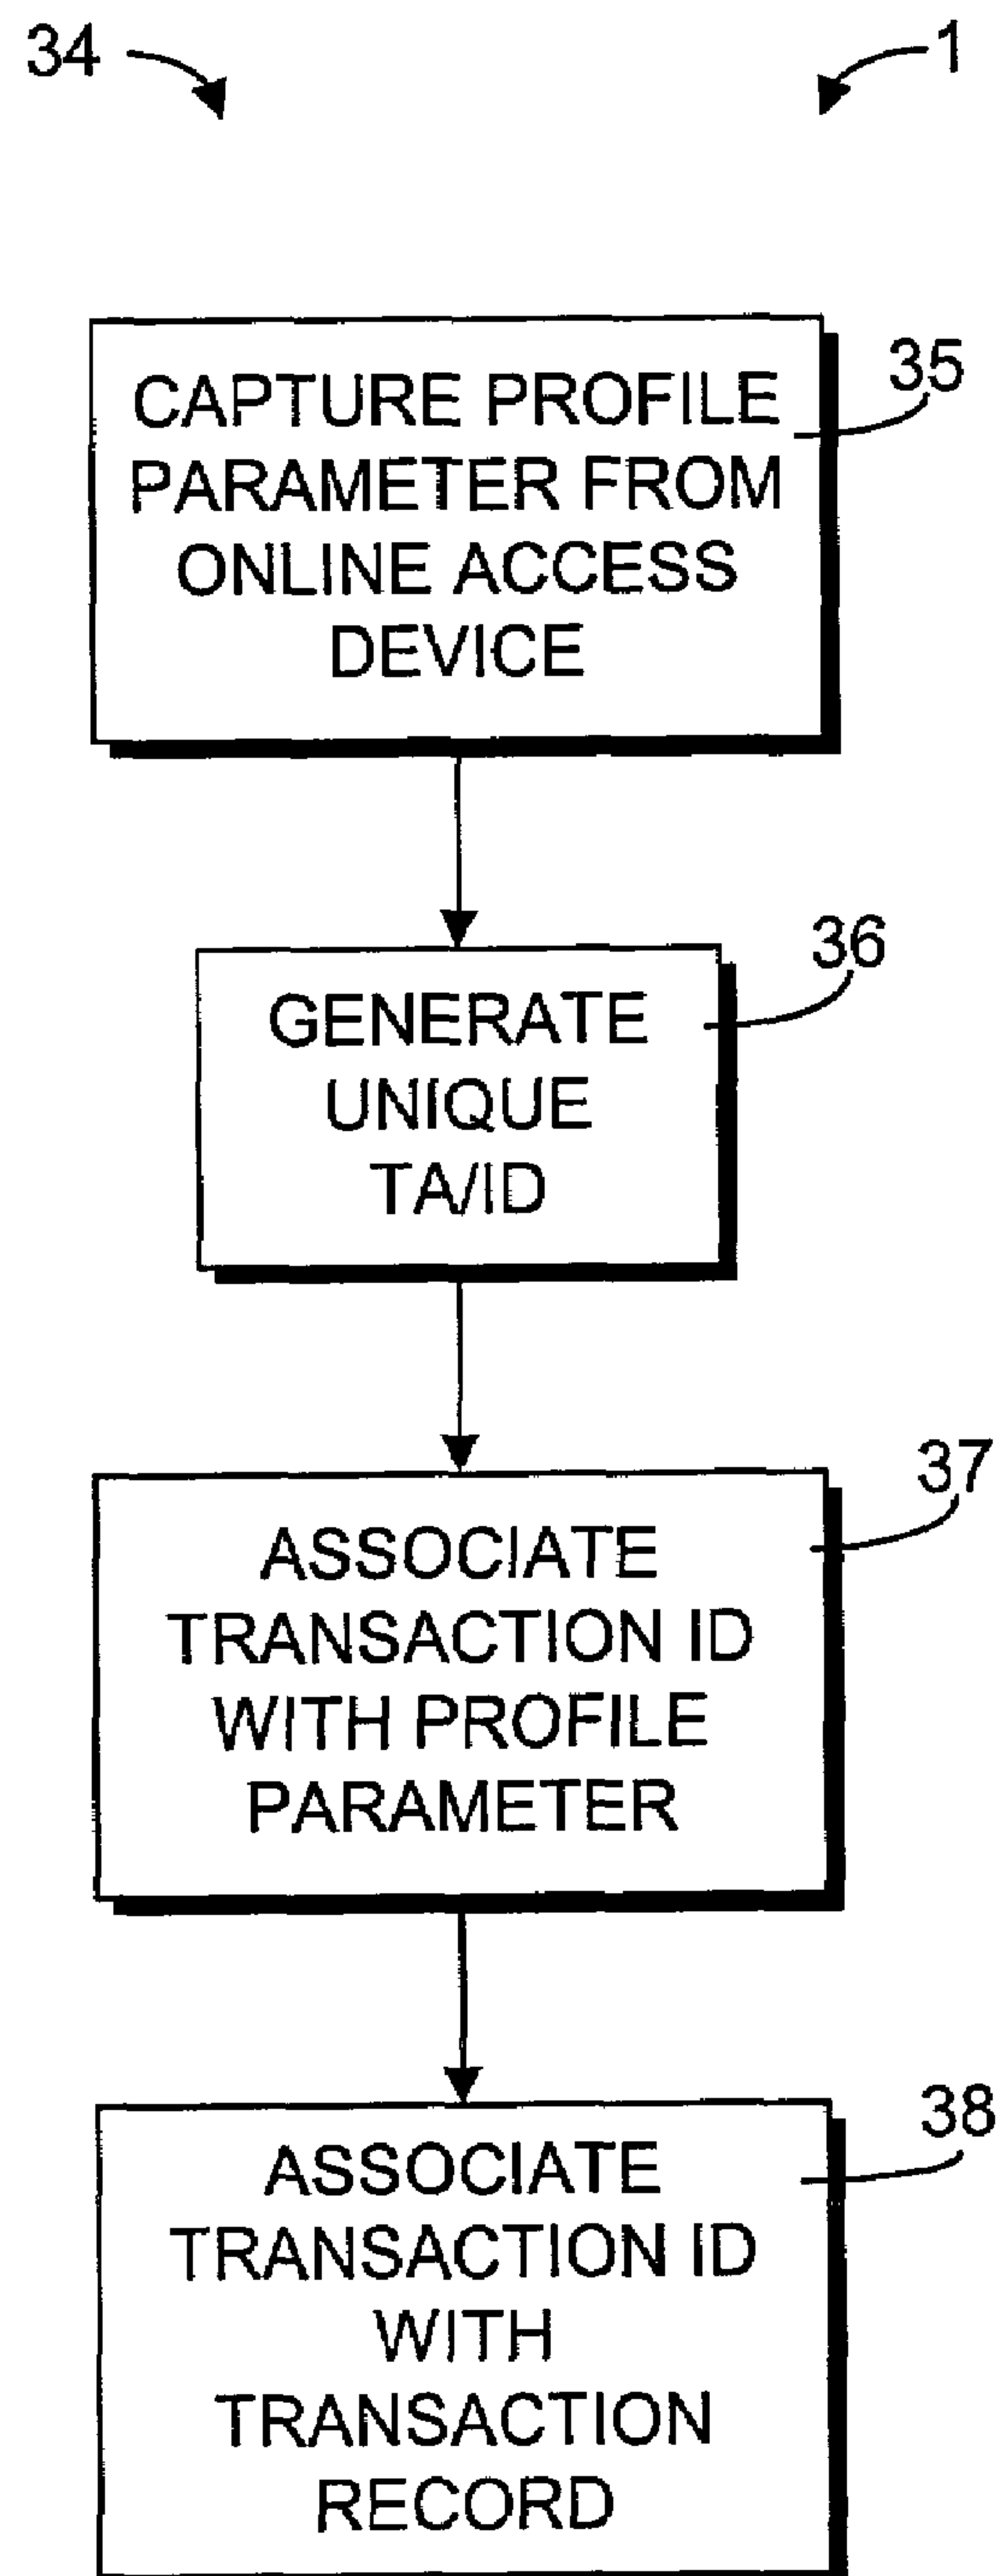 34
1
CAPTURE PROFILE
PARAMETER FROM
ONLINE ACCESS
DEVICE
35
GENERATE
UNIQUE
TA/ID
36
ASSOCIATE
TRANSACTION ID
WITH PROFILE
PARAMETER
37
ASSOCIATE
TRANSACTION ID
WITH
TRANSACTION
RECORD
38